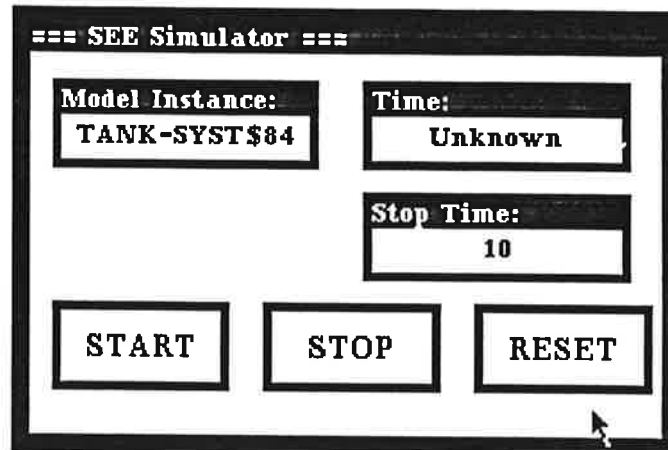 === SEE Simulator ===
Model Instance:
TANK-SYST$84
Time:
Unknown
Stop Time:
10
START
STOP
RESET